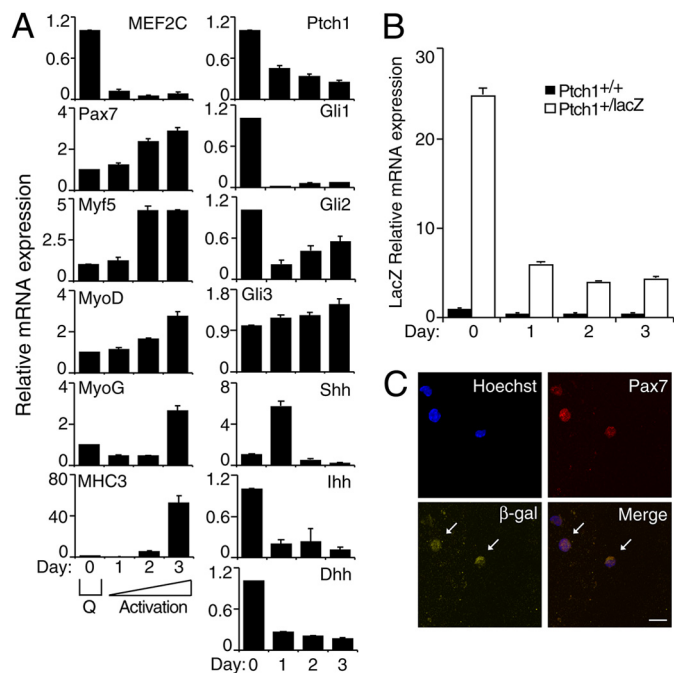 A
Relative mRNA expression
MEF2C
1.2
0.6
0
Pax7
4
2
0
Myf5
5
2.5
0
MyoD
4
2
0
MyoG
4
2
0
MHC3
80
40
0
Day: 0 1 2 3
Q Activation
Ptch1
1.2
0.6
0
Gli1
1.2
0.6
0
Gli2
1.2
0.6
0
Gli3
1.8
0.9
0
Shh
8
4
0
Ihh
1.2
0.6
0
Dhh
1.2
0.6
0
Day: 0 1 2 3
B
LacZ Relative mRNA expression
30
20
10
0
Ptch1+/+
Ptch1+/lacZ
Day: 0 1 2 3
C
Hoechst
Pax7
β-gal
Merge